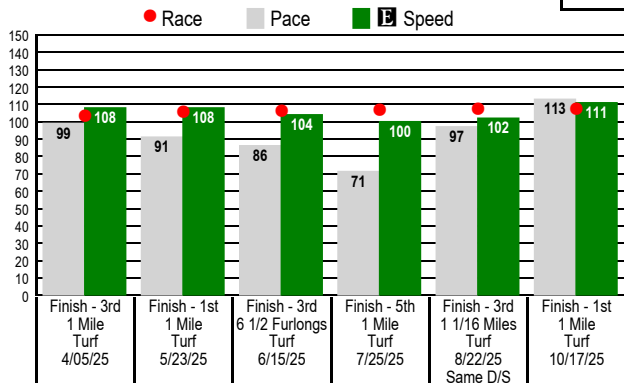 Race Pace E Speed
150
140
130
120
110
100
90
80
70
60
50
40
30
20
10
0
99 108 91 108 86 104 71 100 97 102 113 111
Finish - 3rd Finish - 1st Finish - 3rd Finish - 5th Finish - 3rd Finish - 1st
1 Mile 1 Mile 6 1/2 Furlongs 1 Mile 1 1/16 Miles 1 Mile
Turf Turf Turf Turf Turf Turf
4/05/25 5/23/25 6/15/25 7/25/25 8/22/25 10/17/25
Same D/S